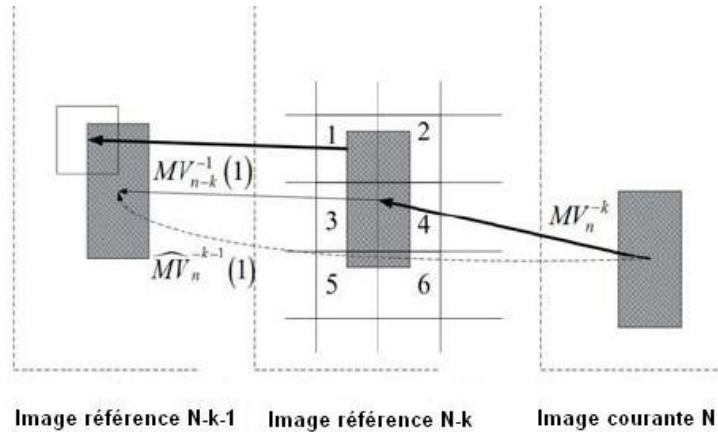 1 2
MV_{n-k}^{-1}(1)
3 4
MV_n^{-k}
\widehat{MV}_n^{-k-1}(1)
5 6
Image référence N-k-1 Image référence N-k Image courante N